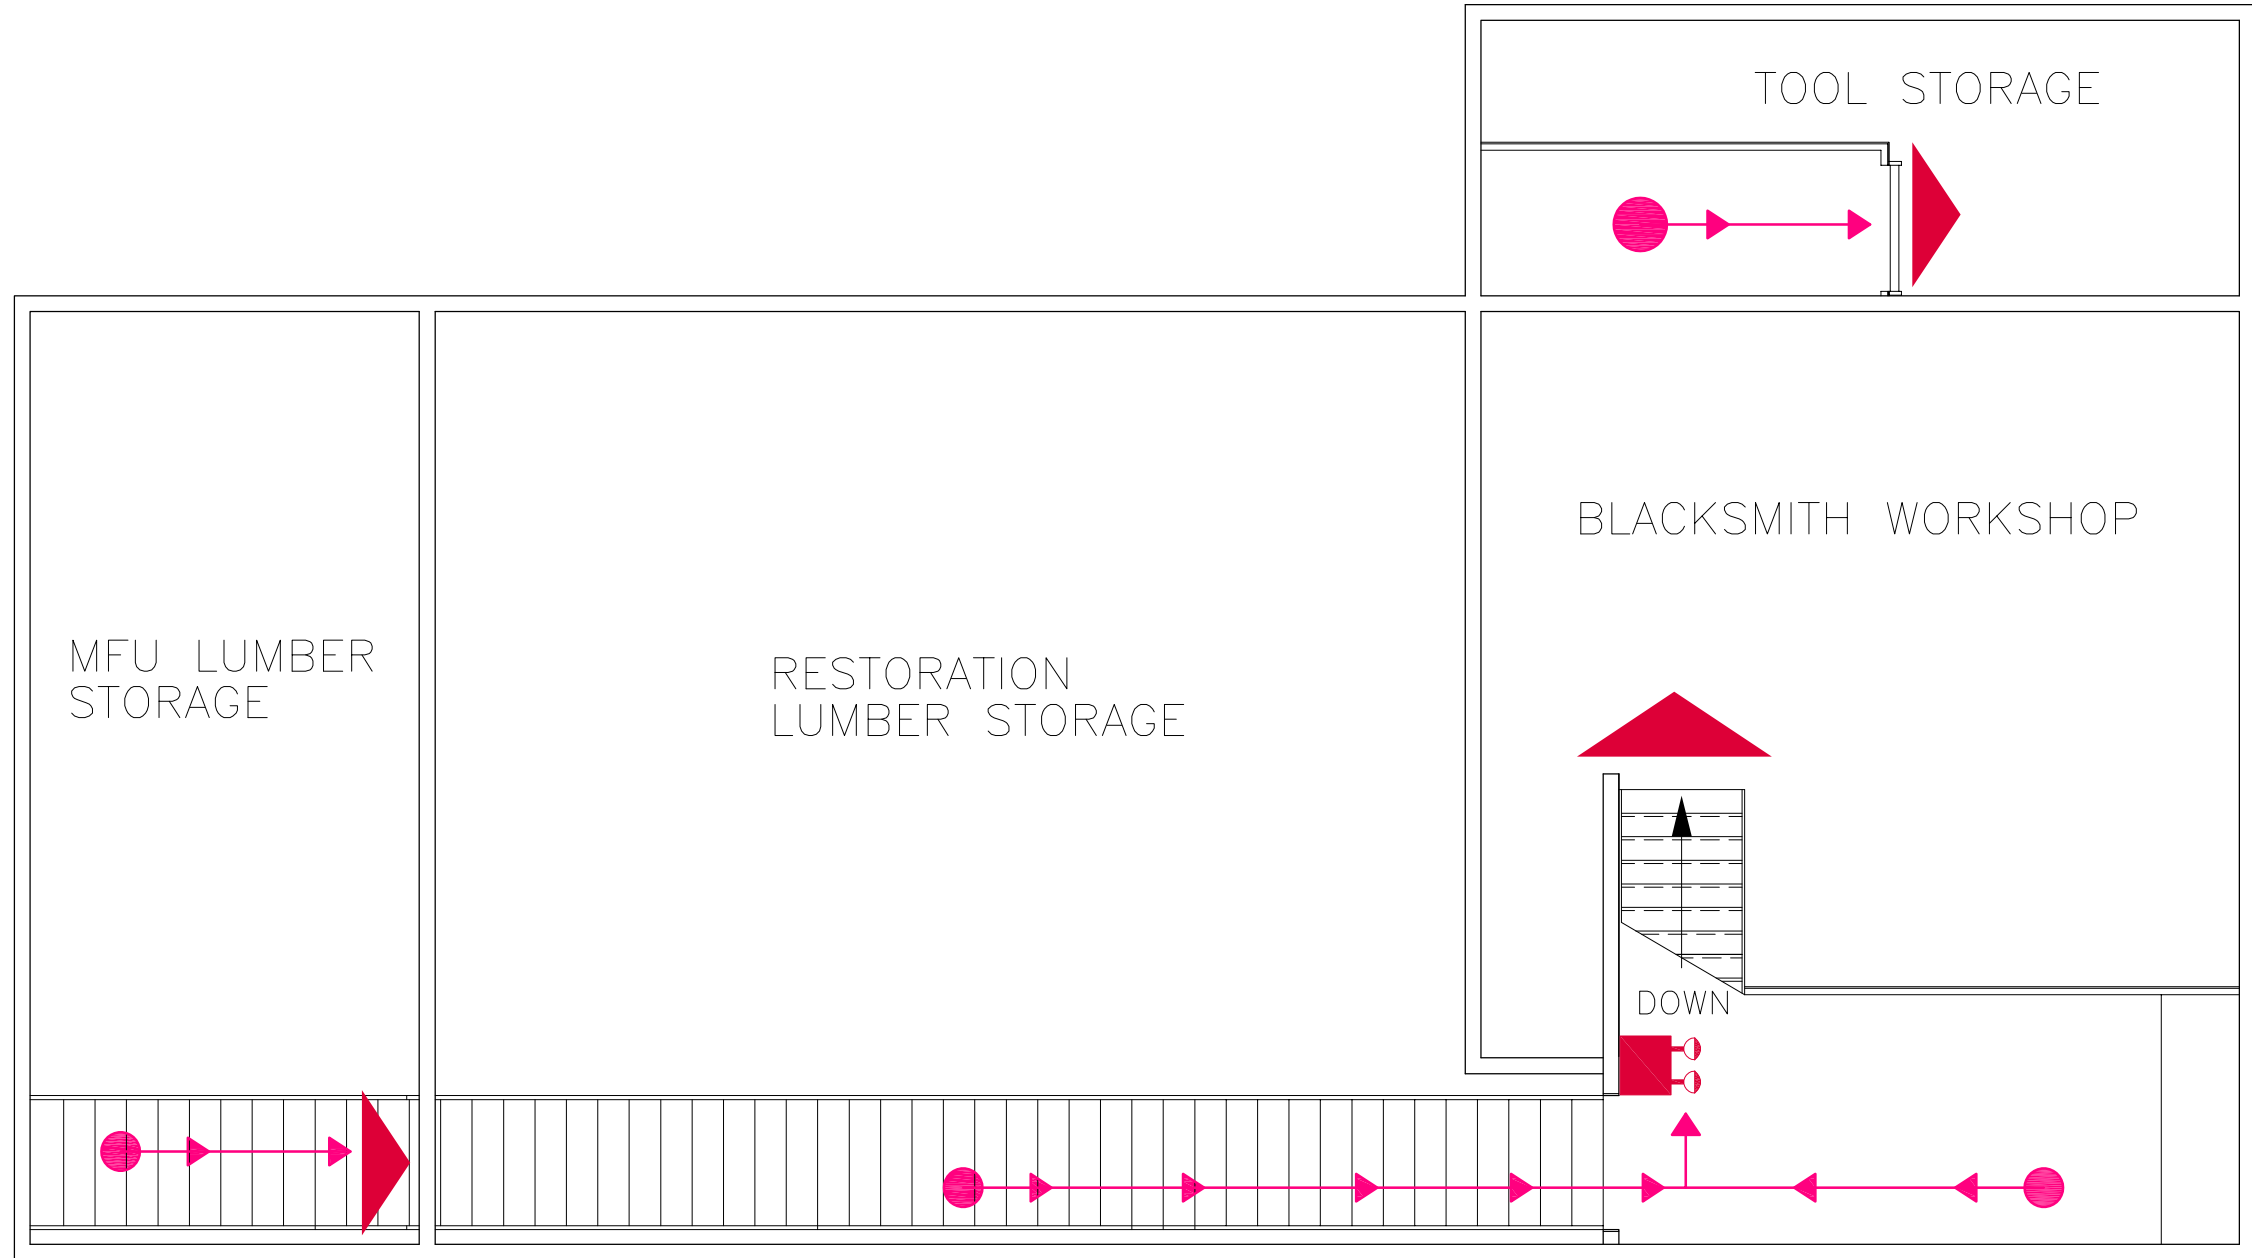 TOOL STORAGE
BLACKSMITH WORKSHOP
MFU LUMBER
STORAGE
RESTORATION
LUMBER STORAGE
DOWN